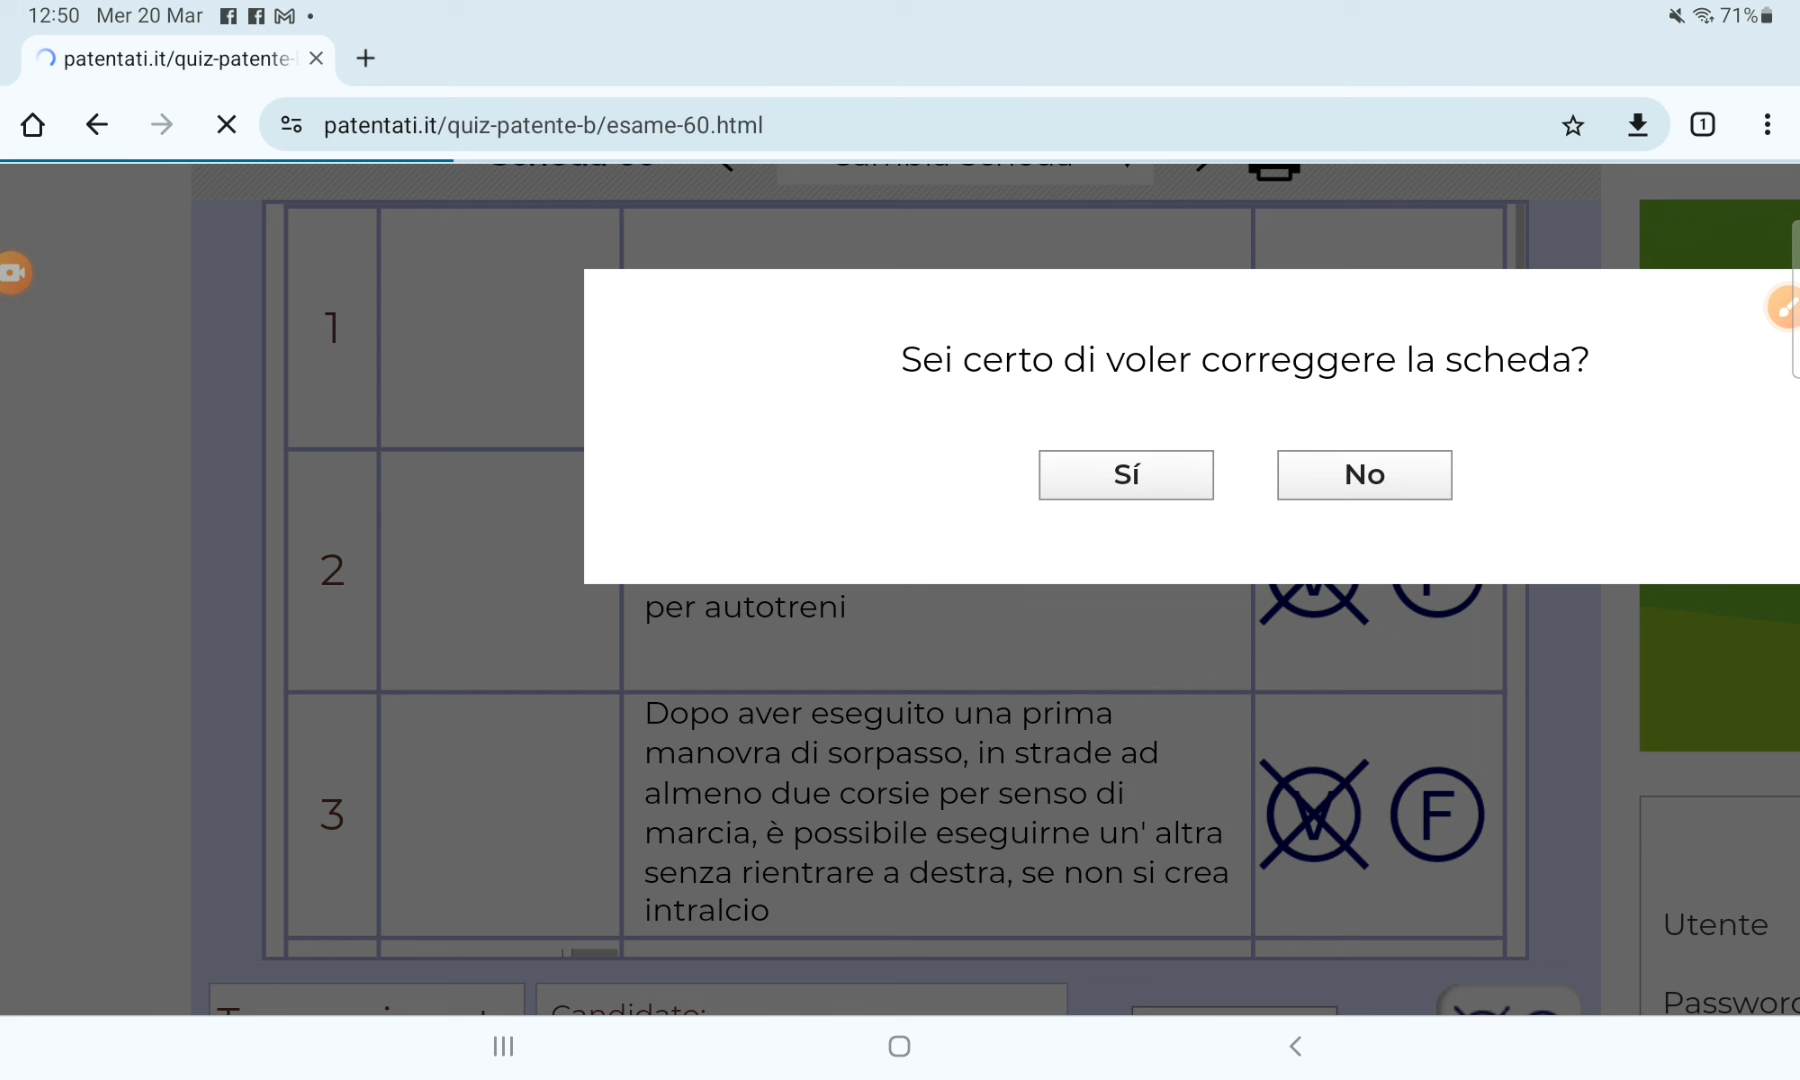 12:50 Mer 20 Mar
71%
patentati.it/quiz-patente-
patentati.it/quiz-patente-b/esame-60.html
1
1
Sei certo di voler correggere la scheda?
Sí
No
2
per autotreni
3
Dopo aver eseguito una prima
manovra di sorpasso, in strade ad
almeno due corsie per senso di
marcia, è possibile eseguirne un' altra
senza rientrare a destra, se non si crea
intralcio
V
F
Utente
Password
Candidato: